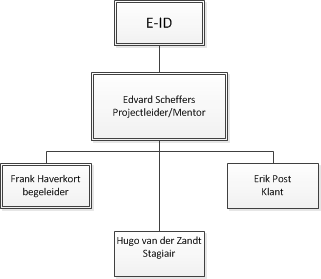 E-ID
Edvard Scheffers
Projectleider/Mentor
Frank Haverkort
begeleider
Erik Post
Klant
Hugo van der Zandt
Stagiair